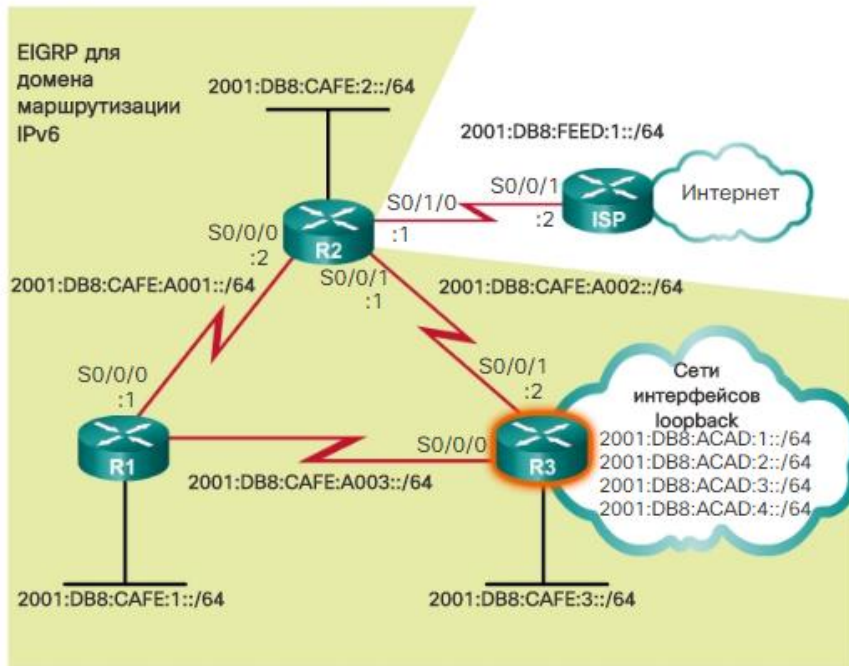 EIGRP для
домена
маршрутизации
IPv6
2001:DB8:CAFE:2::/64
2001:DB8:FEED:1::/64
S0/0/1
Интернет
S0/1/0
ISP
:2
:1
S0/0/0
R2
:2
S0/0/1
2001:DB8:CAFE:A001::/64
:1
2001:DB8:CAFE:A002::/64
S0/0/1
:2
S0/0/0
:1
Сети
интерфейсов
loopback
2001:DB8:ACAD:1::/64
2001:DB8:ACAD:2::/64
2001:DB8:ACAD:3::/64
2001:DB8:ACAD:4::/64
S0/0/0
R1
R3
2001:DB8:CAFE:A003::/64
2001:DB8:CAFE:1::/64
2001:DB8:CAFE:3::/64